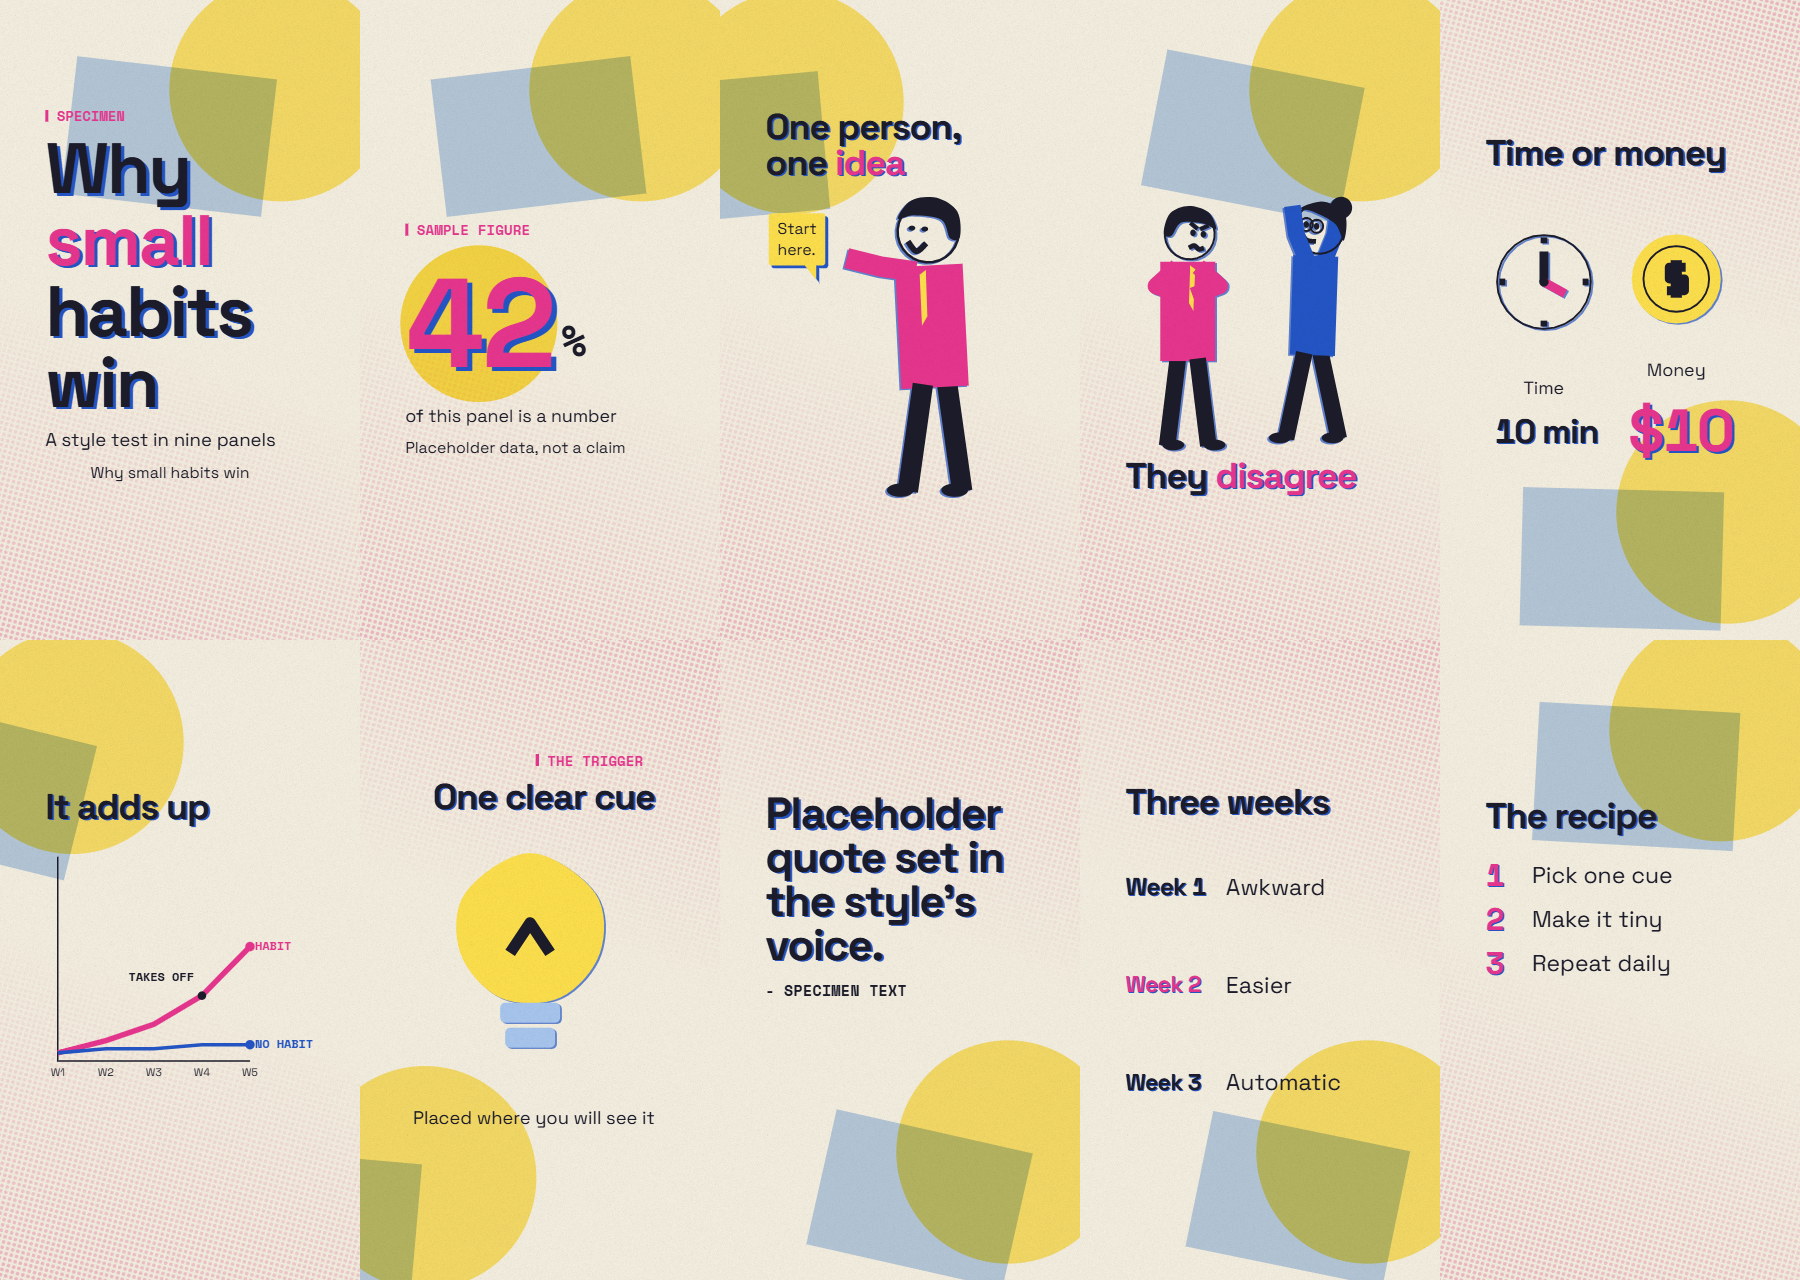 SPECIMEN
Why
small
habits
win
A style test in nine panels
Why small habits win
SAMPLE FIGURE
42%
of this panel is a number
Placeholder data, not a claim
One person,
one idea
Start
here.
They disagree
Time or money
$
Time
10 min
Money
$10
It adds up
HABIT
TAKES OFF
NO HABIT
W1 W2 W3 W4 W5
THE TRIGGER
One clear cue
Placed where you will see it
Placeholder
quote set in
the style’s
voice.
- SPECIMEN TEXT
Three weeks
Week 1 Awkward
Week 2 Easier
Week 3 Automatic
The recipe
1 Pick one cue
2 Make it tiny
3 Repeat daily